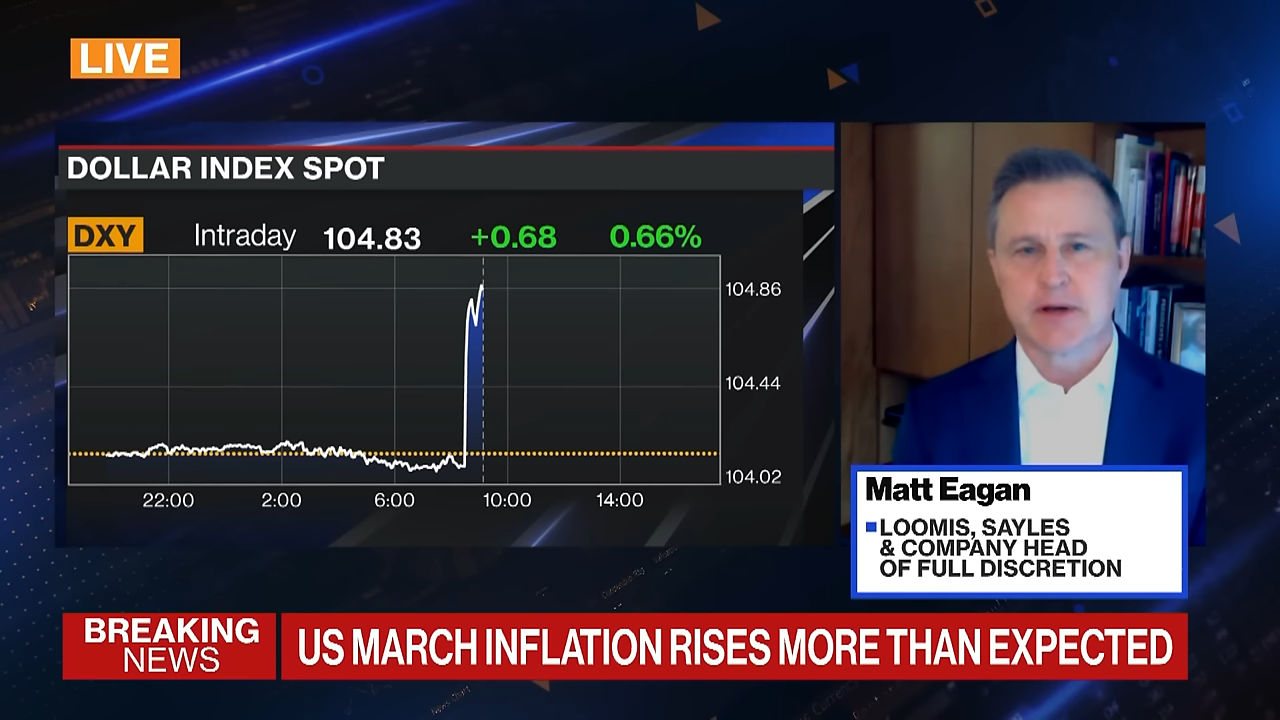 LIVE
DOLLAR INDEX SPOT
DXY Intraday 104.83 +0.68 0.66%
104.86
104.44
104.02
22:00 2:00 6:00 10:00 14:00
Matt Eagan
LOOMIS, SAYLES
& COMPANY HEAD
OF FULL DISCRETION
BREAKING
NEWS
US MARCH INFLATION RISES MORE THAN EXPECTED